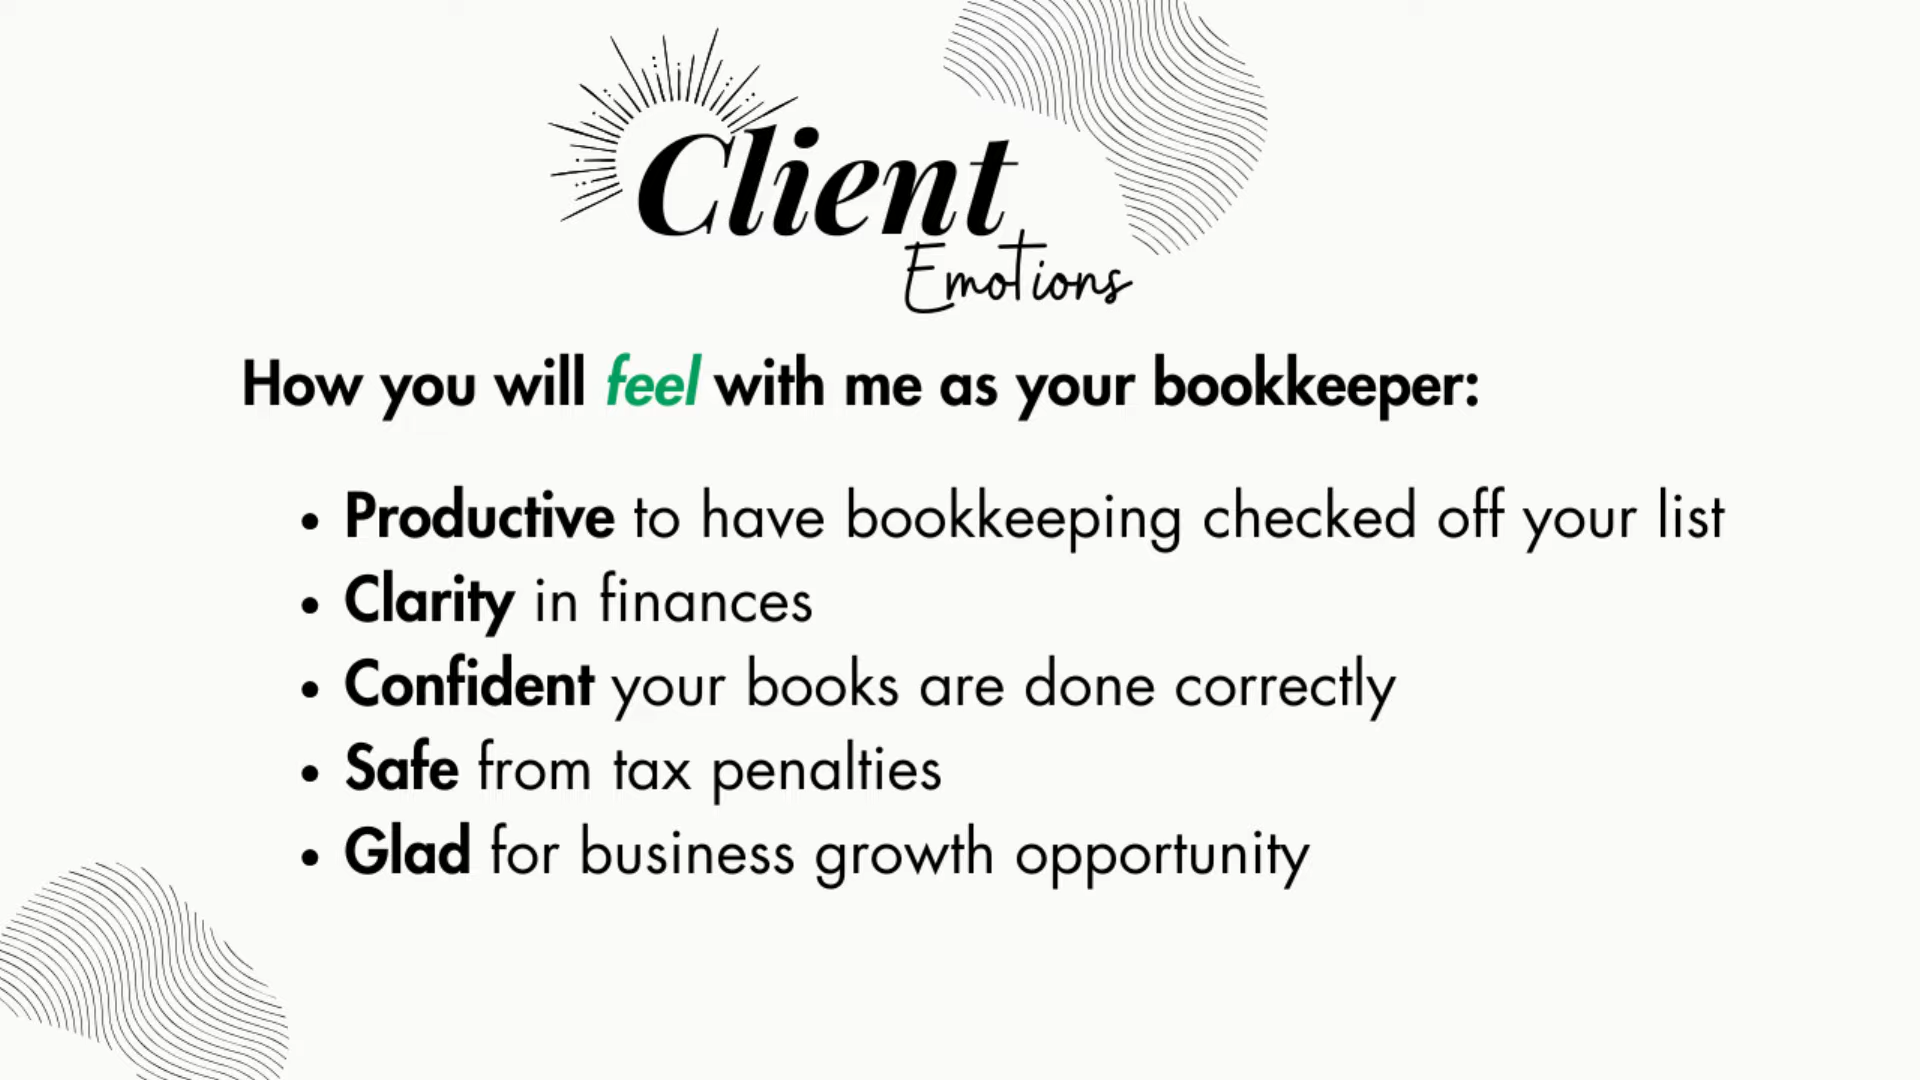 Client
Emotions
How you will feel with me as your bookkeeper:
• Productive to have bookkeeping checked off your list
• Clarity in finances
• Confident your books are done correctly
• Safe from tax penalties
• Glad for business growth opportunity